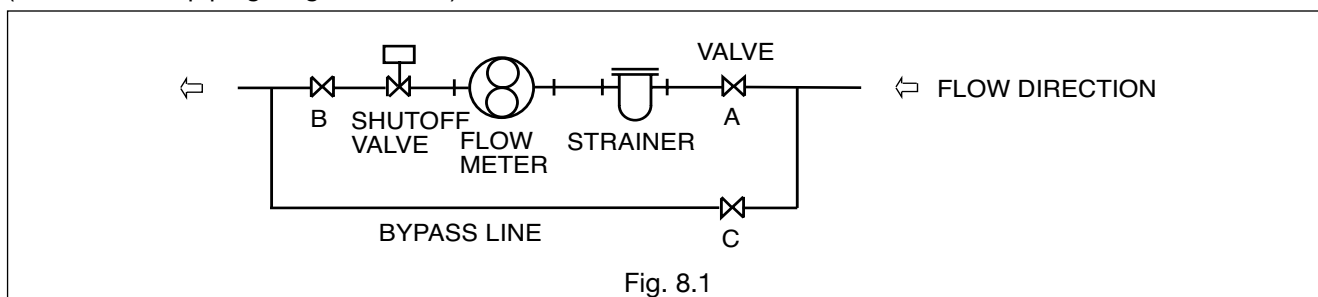 VALVE
FLOW DIRECTION
B
SHUTOFF
VALVE
FLOW
METER
STRAINER
A
BYPASS LINE
C
Fig. 8.1